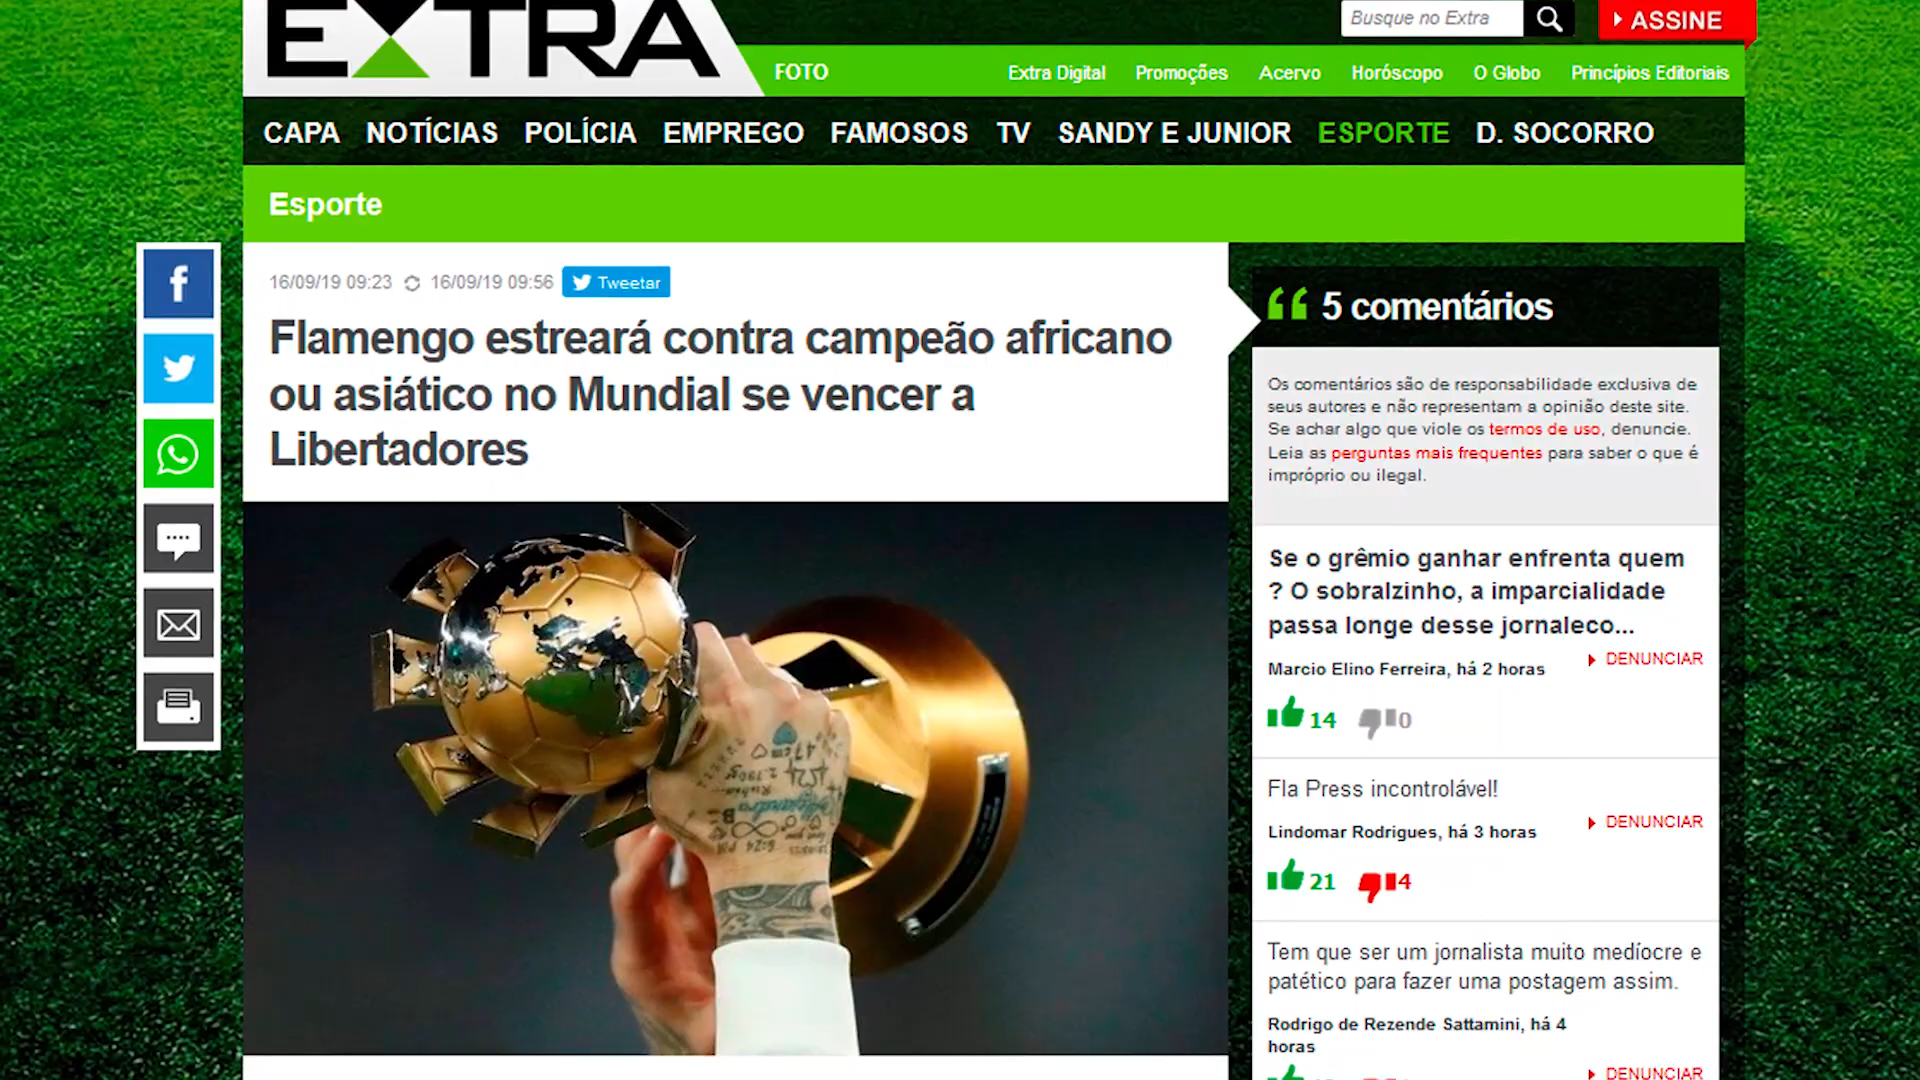 EXTRA
Busque no Extra
ASSINE
FOTO
Extra Digital Promoções Acervo Horóscopo O Globo Princípios Editoriais
CAPA NOTÍCIAS POLÍCIA EMPREGO FAMOSOS TV SANDY E JUNIOR ESPORTE D. SOCORRO
Esporte
16/09/19 09:23 16/09/19 09:56 Tweetar
Flamengo estreará contra campeão africano
ou asiático no Mundial se vencer a
Libertadores
5 comentários
Os comentários são de responsabilidade exclusiva de
seus autores e não representam a opinião deste site.
Se achar algo que viole os termos de uso, denuncie.
Leia as perguntas mais frequentes para saber o que é
impróprio ou ilegal.
Se o grêmio ganhar enfrenta quem
? O sobralzinho, a imparcialidade
passa longe desse jornaleco...
Marcio Elino Ferreira, há 2 horas
DENUNCIAR
14 0
Fla Press incontrolável!
Lindomar Rodrigues, há 3 horas
DENUNCIAR
21 4
Tem que ser um jornalista muito medíocre e
patético para fazer uma postagem assim.
Rodrigo de Rezende Sattamini, há 4
horas
DENUNCIAR